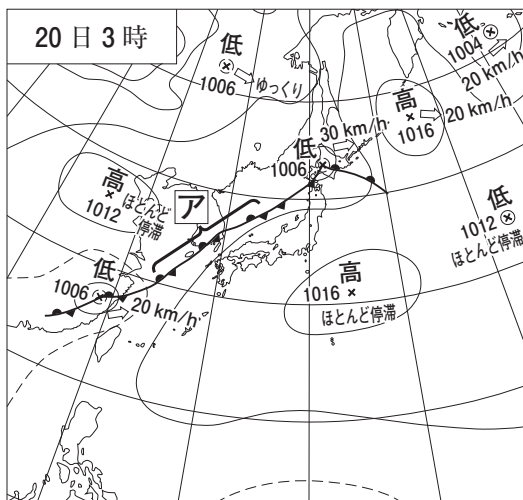 20日3時
低
1006
ゆっくり
低
1004
20 km/h
高
1016
20 km/h
30 km/h
低
1006
高
1012
ほとんど
停滞
ア
低
1012
ほとんど停滞
低
1006
20 km/h
高
1016
ほとんど停滞